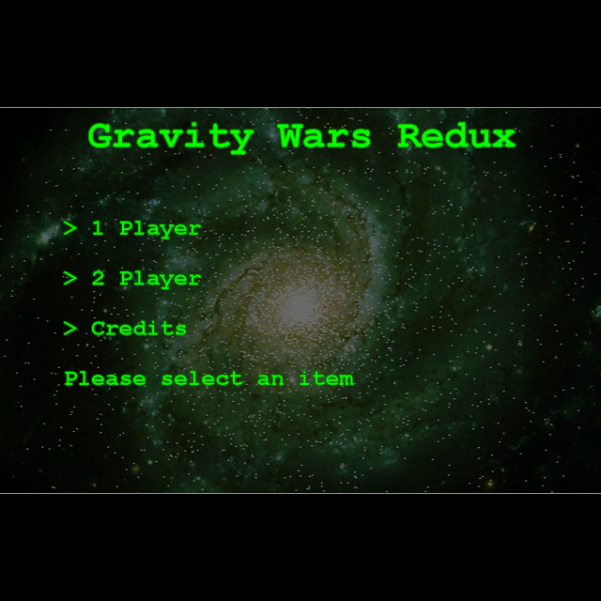 Gravity Wars Redux
> 1 Player
> 2 Player
> Credits
Please select an item